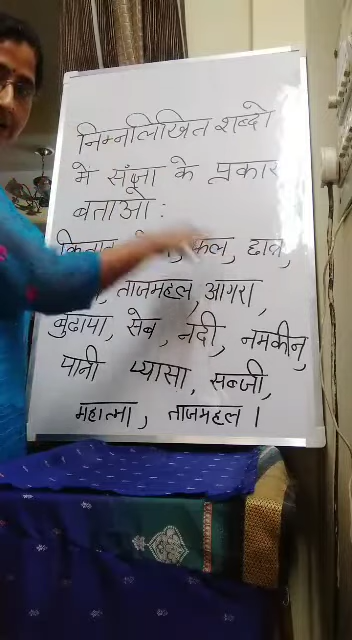 निम्नलिखित शब्दो
में संज्ञा के प्रकार
बताओ :
किताब, फल, छात्र,
ताजमहल, आगरा,
बुढापा, सेब, नदी, नमकीन,
पानी प्यासा, सब्जी,
महात्मा, ताजमहल ।